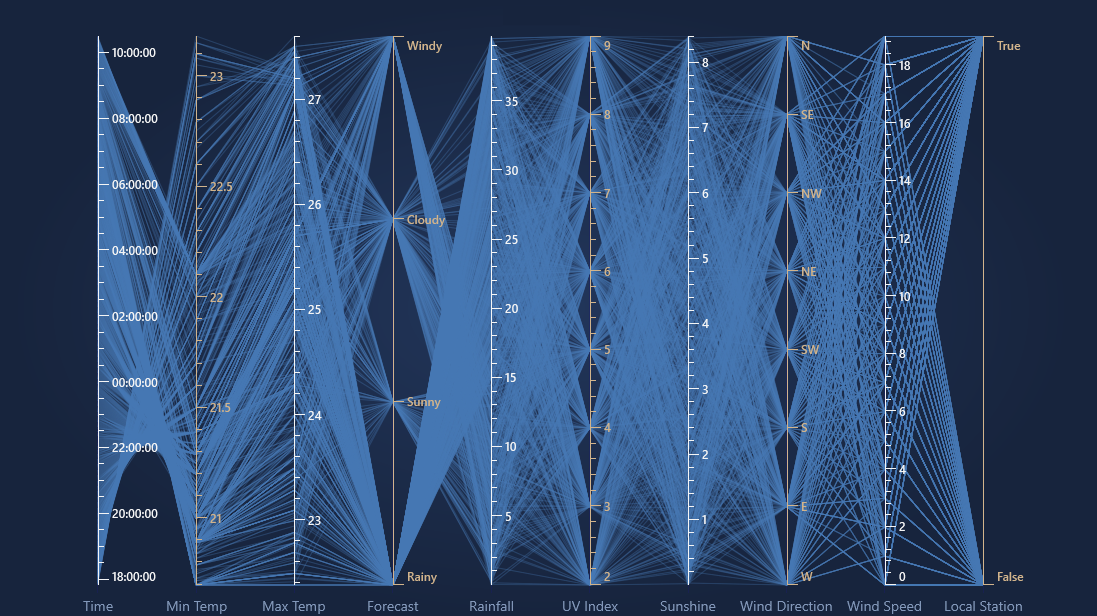 10:00:00
08:00:00
06:00:00
04:00:00
02:00:00
00:00:00
22:00:00
20:00:00
18:00:00
23
22.5
22
21.5
21
27
26
25
24
23
Windy
Cloudy
Sunny
Rainy
35
30
25
20
15
10
5
9
8
7
6
5
4
3
2
8
7
6
5
4
3
2
1
N
SE
NW
NE
SW
S
E
W
18
16
14
12
10
8
6
4
2
0
True
False
Time
Min Temp
Max Temp
Forecast
Rainfall
UV Index
Sunshine
Wind Direction
Wind Speed
Local Station